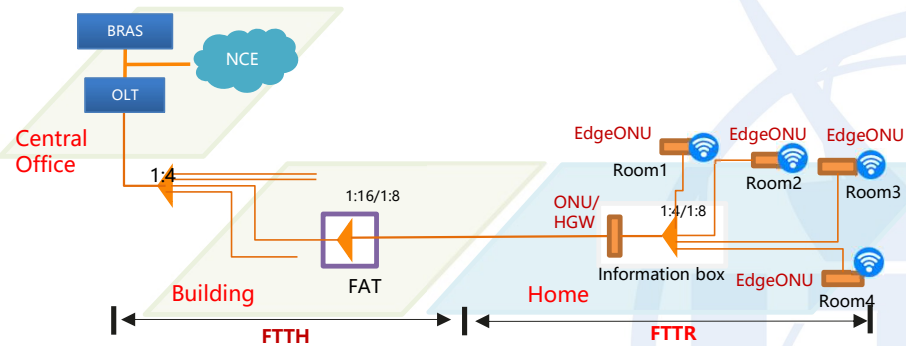 BRAS
NCE
OLT
Central
Office
1:4
1:16/1:8
FAT
Building
EdgeONU
Room1
EdgeONU
Room2
EdgeONU
Room3
ONU/
HGW
1:4/1:8
Information box
EdgeONU
Room4
Home
FTTH
FTTR